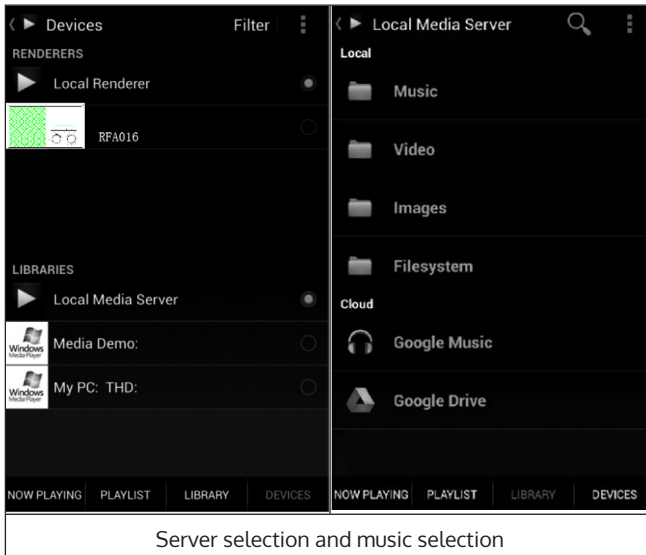 Devices
Filter
RENDERERS
Local Renderer
RFA016
LIBRARIES
Local Media Server
Windows
Media Player
Media Demo:
Windows
Media Player
My PC: THD:
NOW PLAYING PLAYLIST LIBRARY DEVICES
Local Media Server
Local
Music
Video
Images
Filesystem
Cloud
Google Music
Google Drive
NOW PLAYING PLAYLIST LIBRARY DEVICES
Server selection and music selection